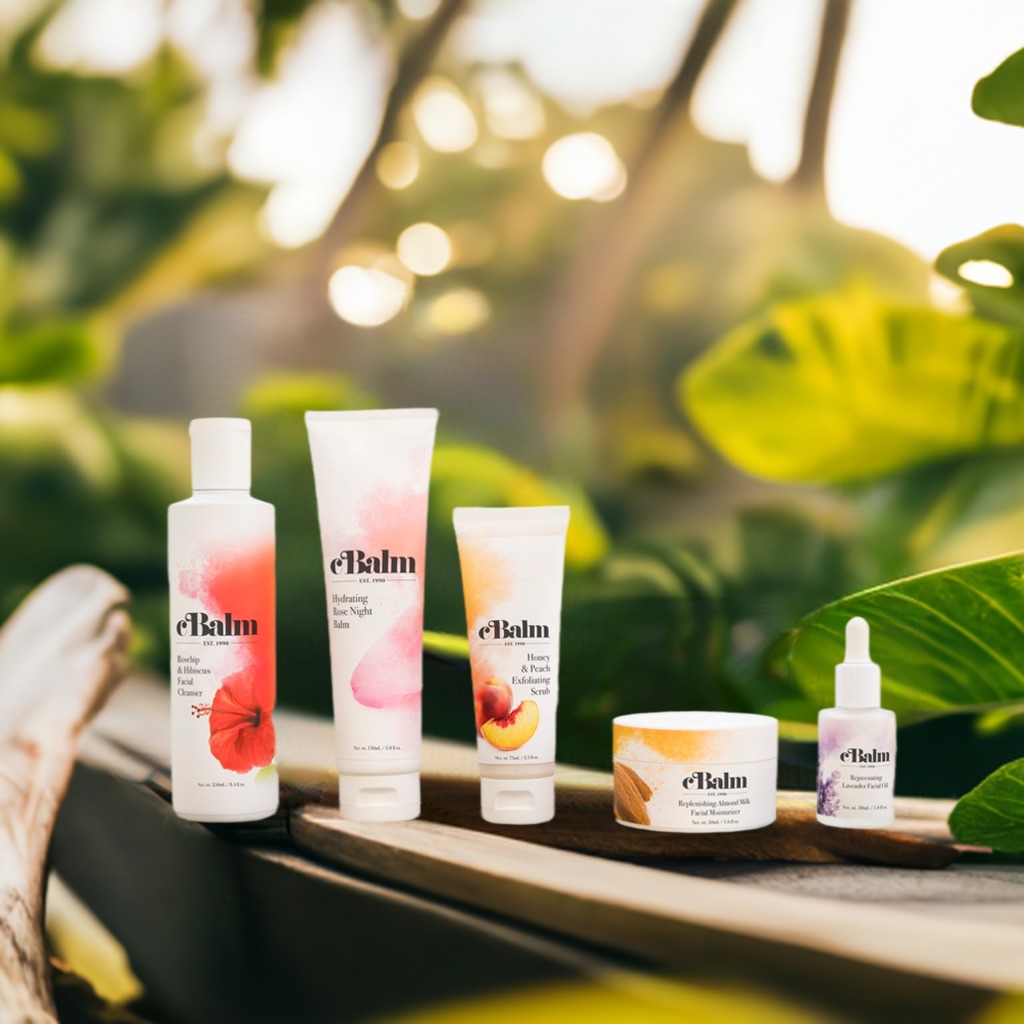 cBalm
EST. 1990
Rosehip
& Hibiscus
Facial
Cleanser
cBalm
EST. 1990
Hydrating
Rose Night
Balm
cBalm
EST. 1990
Honey
& Peach
Exfoliating
Scrub
cBalm
EST. 1990
Replenishing Almond Milk
Facial Moisturizer
cBalm
Rejuvenating
Lavender Facial Oil